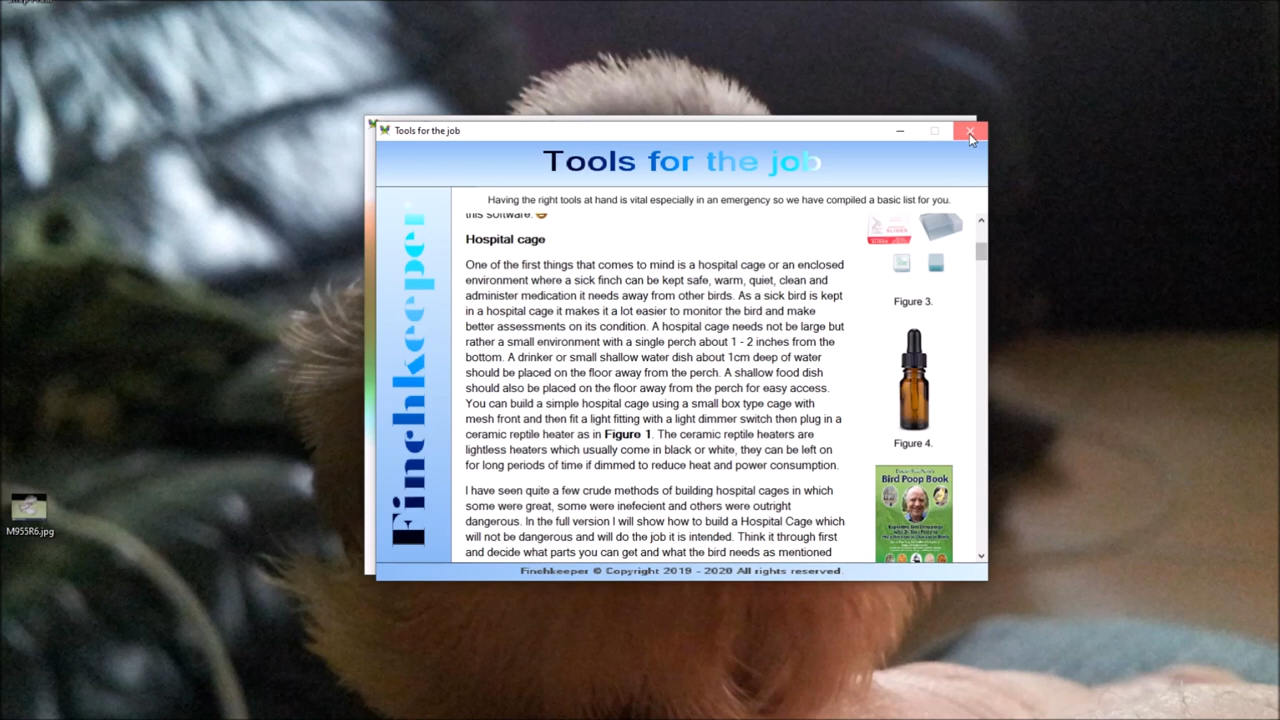 Tools for the job
Tools for the job
Finchkeeper
Having the right tools at hand is vital especially in an emergency so we have compiled a basic list for you.
this software.
Hospital cage
One of the first things that comes to mind is a hospital cage or an enclosed
environment where a sick finch can be kept safe, warm, quiet, clean and
administer medication it needs away from other birds. As a sick bird is kept
in a hospital cage it makes it a lot easier to monitor the bird and make
better assessments on its condition. A hospital cage needs not be large but
rather a small environment with a single perch about 1 - 2 inches from the
bottom. A drinker or small shallow water dish about 1cm deep of water
should be placed on the floor away from the perch. A shallow food dish
should also be placed on the floor away from the perch for easy access.
You can build a simple hospital cage using a small box type cage with
mesh front and then fit a light fitting with a light dimmer switch then plug in a
ceramic reptile heater as in Figure 1. The ceramic reptile heaters are
lightless heaters which usually come in black or white, they can be left on
for long periods of time if dimmed to reduce heat and power consumption.
I have seen quite a few crude methods of building hospital cages in which
some were great, some were inefecient and others were outright
dangerous. In the full version I will show how to build a Hospital Cage which
will not be dangerous and will do the job it is intended. Think it through first
and decide what parts you can get and what the bird needs as mentioned
SLIDES
Figure 3.
Figure 4.
Bird Poop Book
Finchkeeper © Copyright 2019 - 2020 All rights reserved.
M955R6.jpg